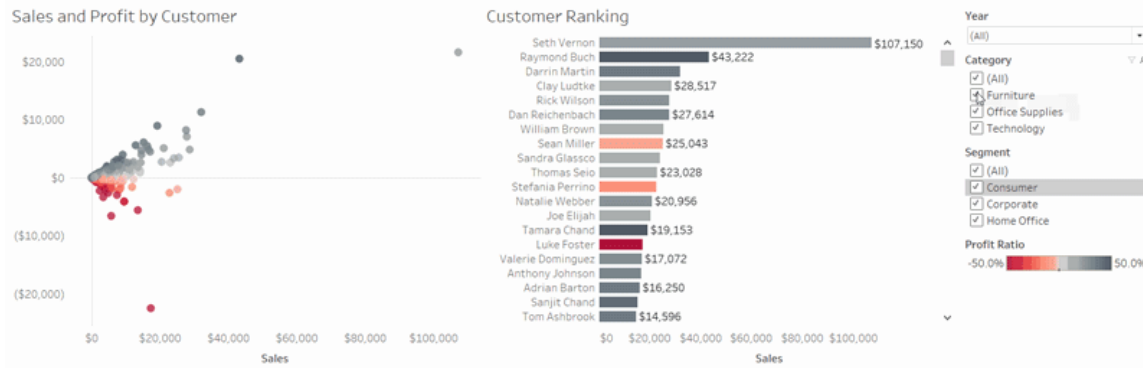 Sales and Profit by Customer
$20,000
$10,000
$0
($10,000)
($20,000)
$0 $20,000 $40,000 $60,000 $80,000 $100,000
Sales
Customer Ranking
Seth Vernon $107,150
Raymond Buch $43,222
Darrin Martin
Clay Ludtke $28,517
Rick Wilson
Dan Reichenbach $27,614
William Brown
Sean Miller $25,043
Sandra Glassco
Thomas Seio $23,028
Stefania Perrino
Natalie Webber $20,956
Joe Elijah
Tamara Chand $19,153
Luke Foster
Valerie Dominguez $17,072
Anthony Johnson
Adrian Barton $16,250
Sanjit Chand
Tom Ashbrook $14,596
$0 $20,000 $40,000 $60,000 $80,000 $100,000
Sales
Year
(All)
Category
(All)
Furniture
Office Supplies
Technology
Segment
(All)
Consumer
Corporate
Home Office
Profit Ratio
-50.0% 50.0%